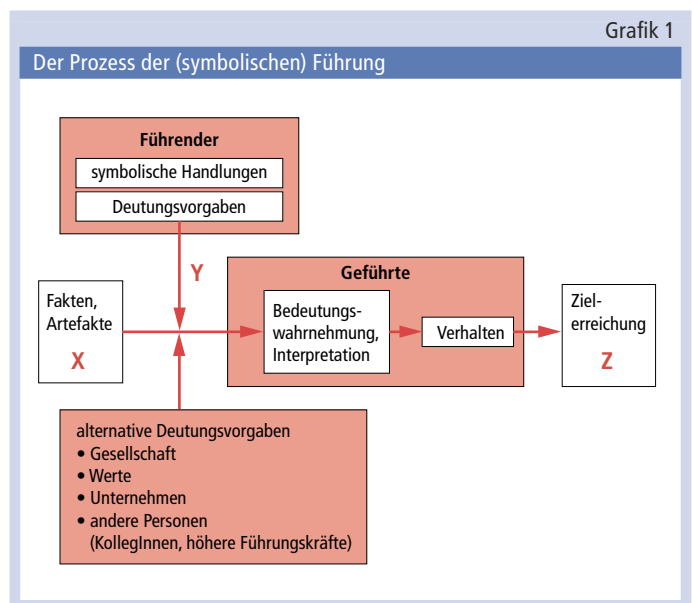 Grafik 1
Der Prozess der (symbolischen) Führung
Führender
symbolische Handlungen
Deutungsvorgaben
Y
Geführte
Fakten,
Artefakte
X
Bedeutungs-
wahrnehmung,
Interpretation
Verhalten
Ziel-
erreichung
Z
alternative Deutungsvorgaben
• Gesellschaft
• Werte
• Unternehmen
• andere Personen
(KollegInnen, höhere Führungskräfte)